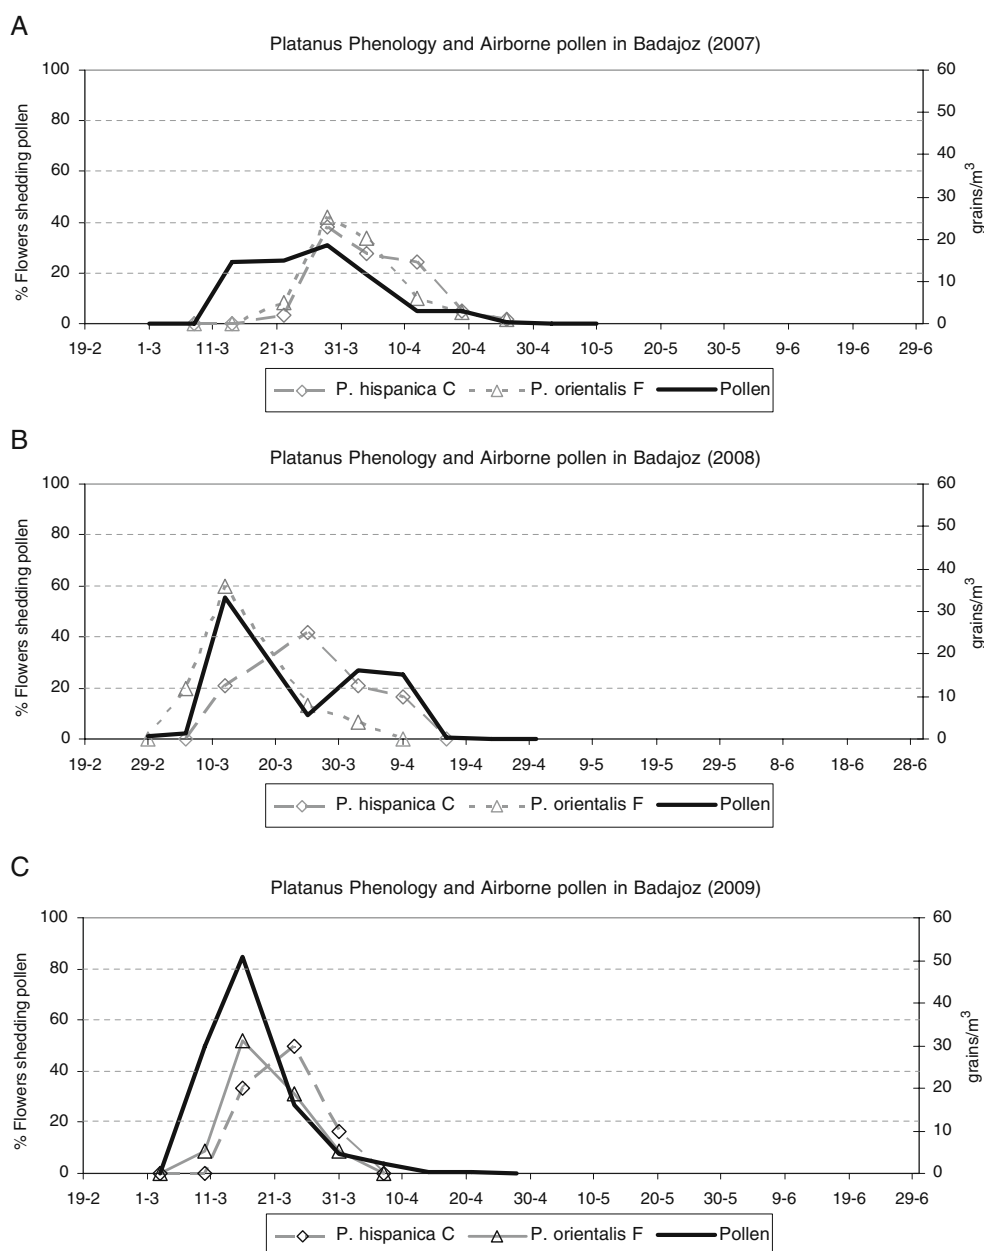 A
Platanus Phenology and Airborne pollen in Badajoz (2007)
% Flowers shedding pollen
100
80
60
40
20
0
60
50
40
30
20
10
0
grains/m³
19-2 1-3 11-3 21-3 31-3 10-4 20-4 30-4 10-5 20-5 30-5 9-6 19-6 29-6
P. hispanica C P. orientalis F Pollen
B
Platanus Phenology and Airborne pollen in Badajoz (2008)
% Flowers shedding pollen
100
80
60
40
20
0
60
50
40
30
20
10
0
grains/m³
19-2 29-2 10-3 20-3 30-3 9-4 19-4 29-4 9-5 19-5 29-5 8-6 18-6 28-6
P. hispanica C P. orientalis F Pollen
C
Platanus Phenology and Airborne pollen in Badajoz (2009)
% Flowers shedding pollen
100
80
60
40
20
0
60
50
40
30
20
10
0
grains/m³
19-2 1-3 11-3 21-3 31-3 10-4 20-4 30-4 10-5 20-5 30-5 9-6 19-6 29-6
P. hispanica C P. orientalis F Pollen